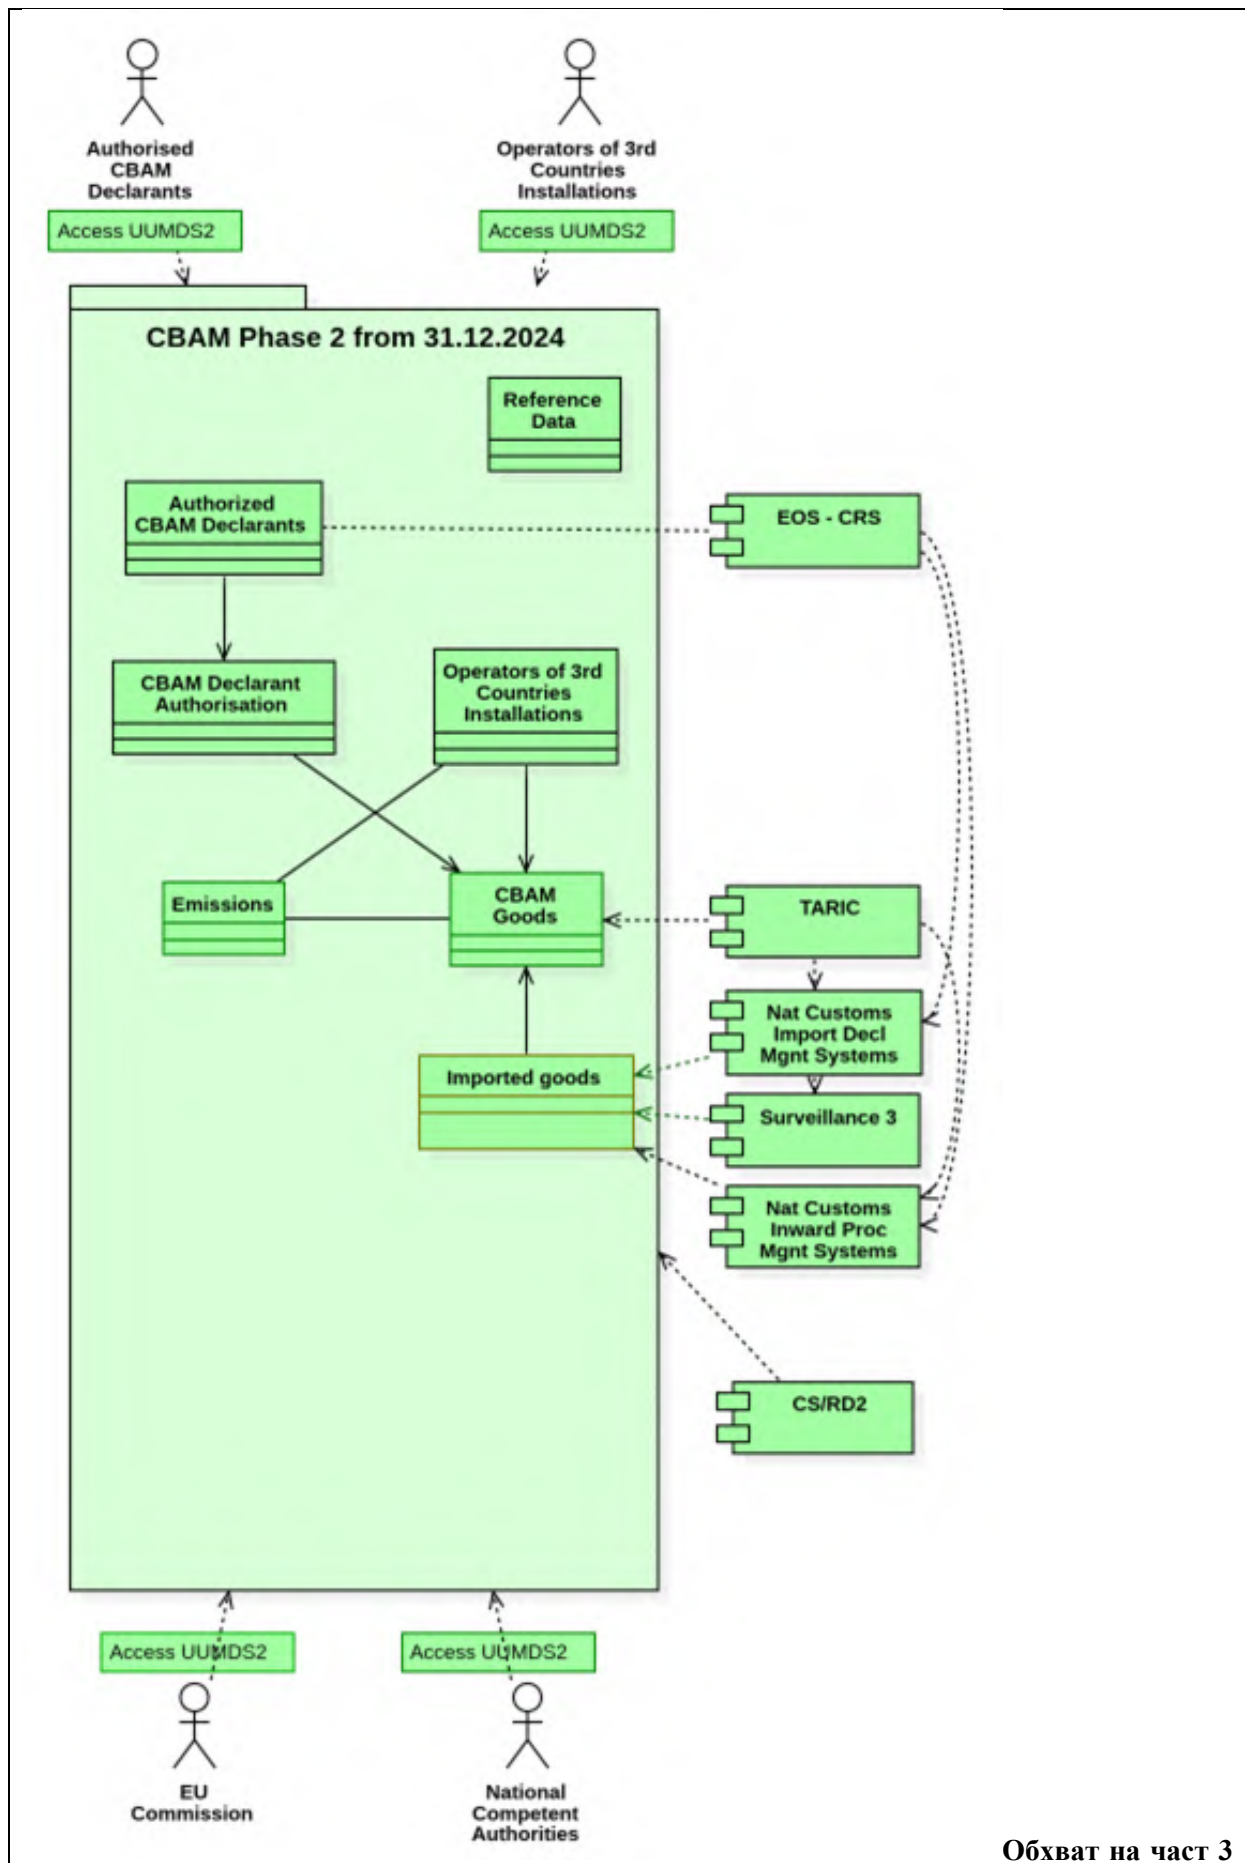 Authorised
CBAM
Declarants
Operators of 3rd
Countries
Installations
Access UUMDS2
Access UUMDS2
CBAM Phase 2 from 31.12.2024
Reference
Data
Authorized
CBAM Declarants
EOS - CRS
CBAM Declarant
Authorisation
Operators of 3rd
Countries
Installations
Emissions
CBAM
Goods
TARIC
Nat Customs
Import Decl
Mgnt Systems
Imported goods
Surveillance 3
Nat Customs
Inward Proc
Mgnt Systems
CS/RD2
Access UUMDS2
Access UUMDS2
EU
Commission
National
Competent
Authorities
Обхват на част 3